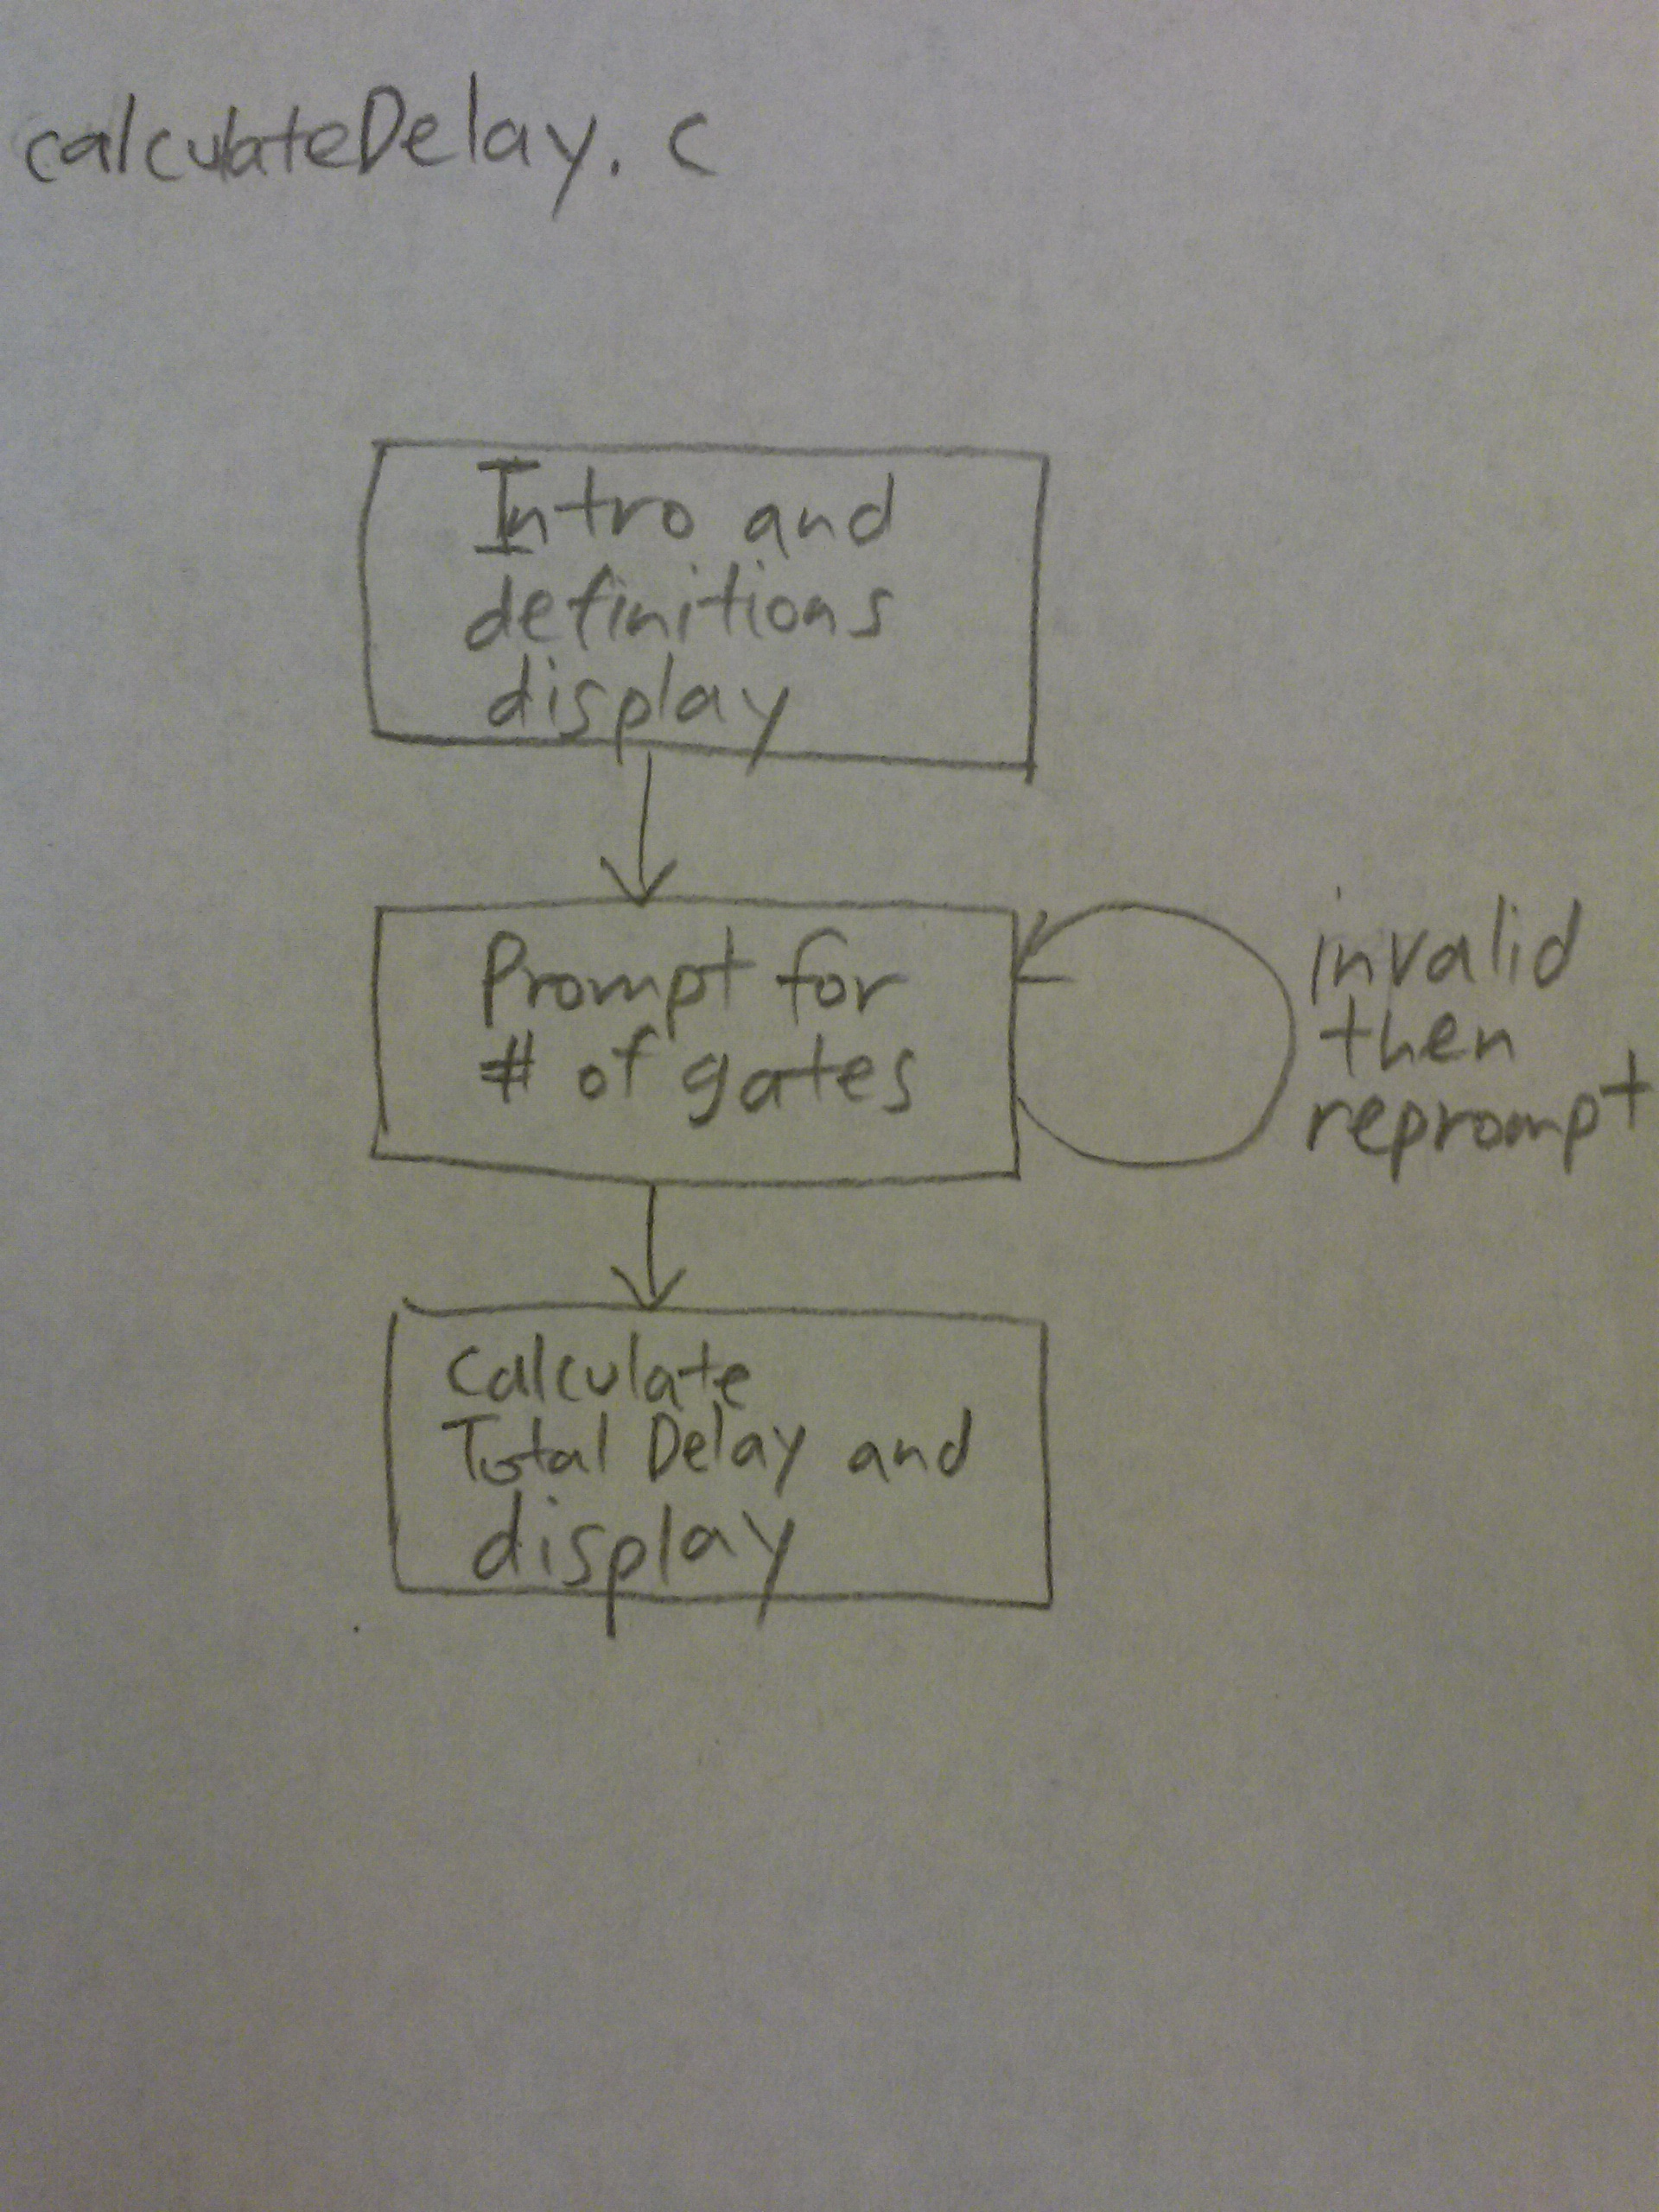 calculateDelay.c
Intro and
definitions
display
Prompt for
# of gates
invalid
then
reprompt
Calculate
Total Delay and
display